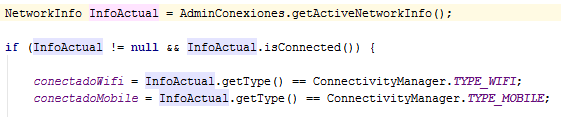 NetworkInfo InfoActual = AdminConexiones.getActiveNetworkInfo();
if (InfoActual != null && InfoActual.isConnected()) {
conectadoWifi = InfoActual.getType() == ConnectivityManager.TYPE_WIFI;
conectadoMobile = InfoActual.getType() == ConnectivityManager.TYPE_MOBILE;